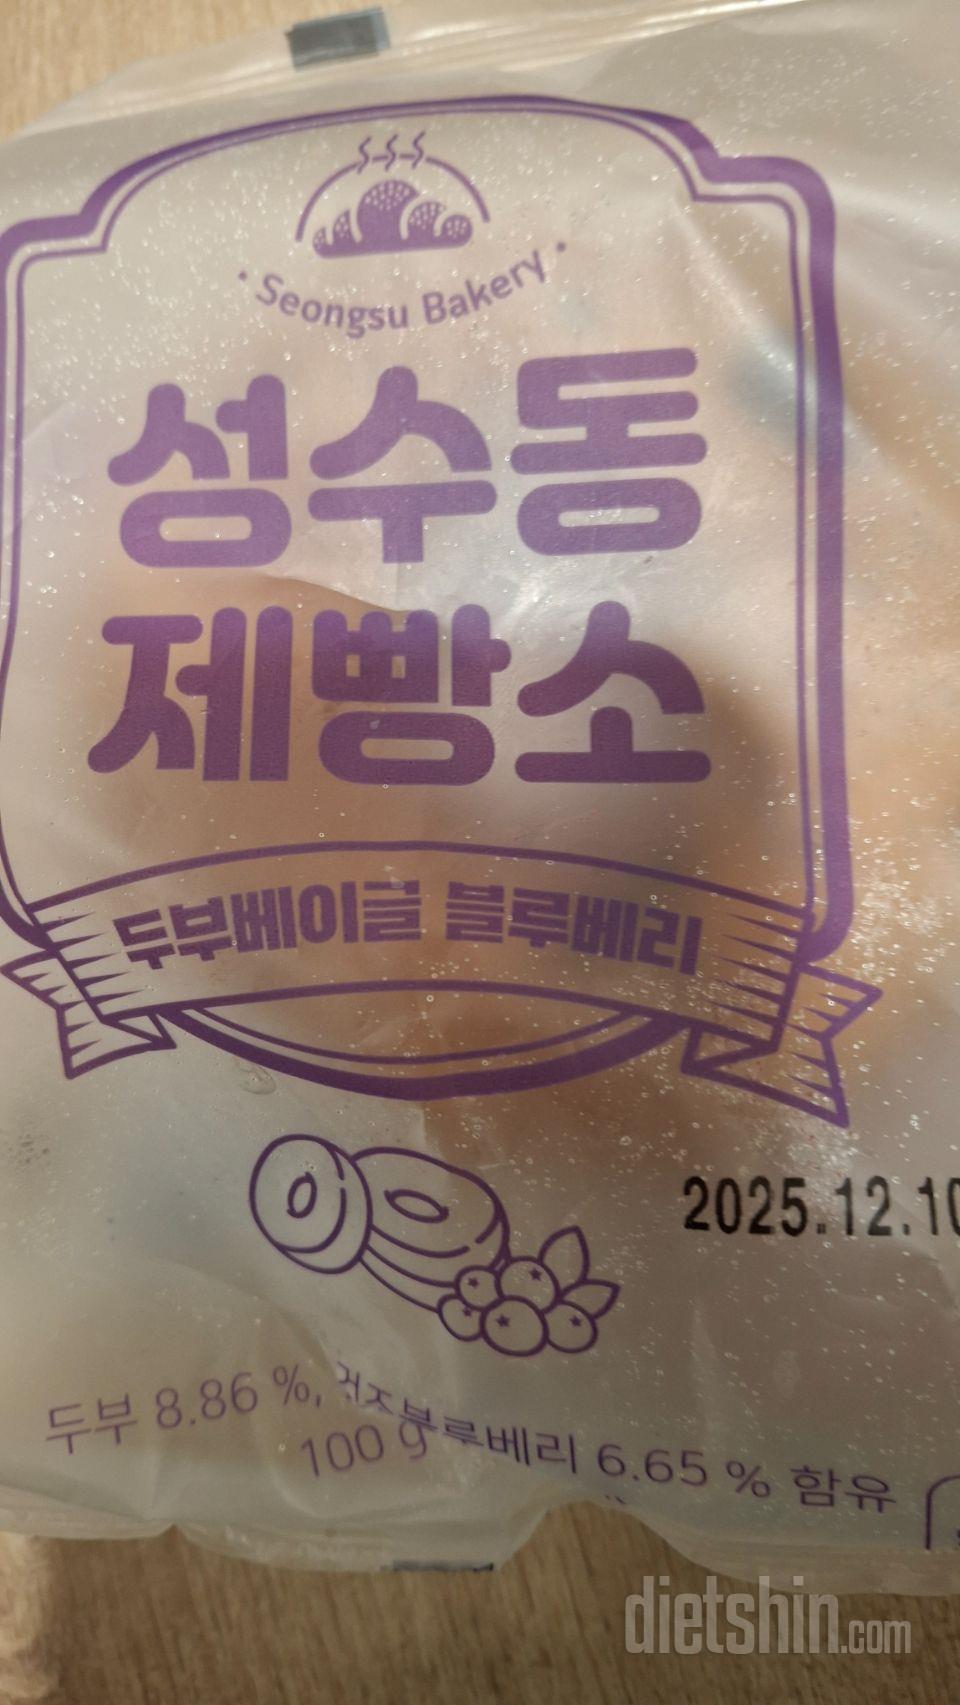 · Seongsu Bakery ·
성수동
제빵소
두부베이글 블루베리
2025.12.10
두부 8.86 %, 건조블루베리 6.65 % 함유
100 g
dietshin.com